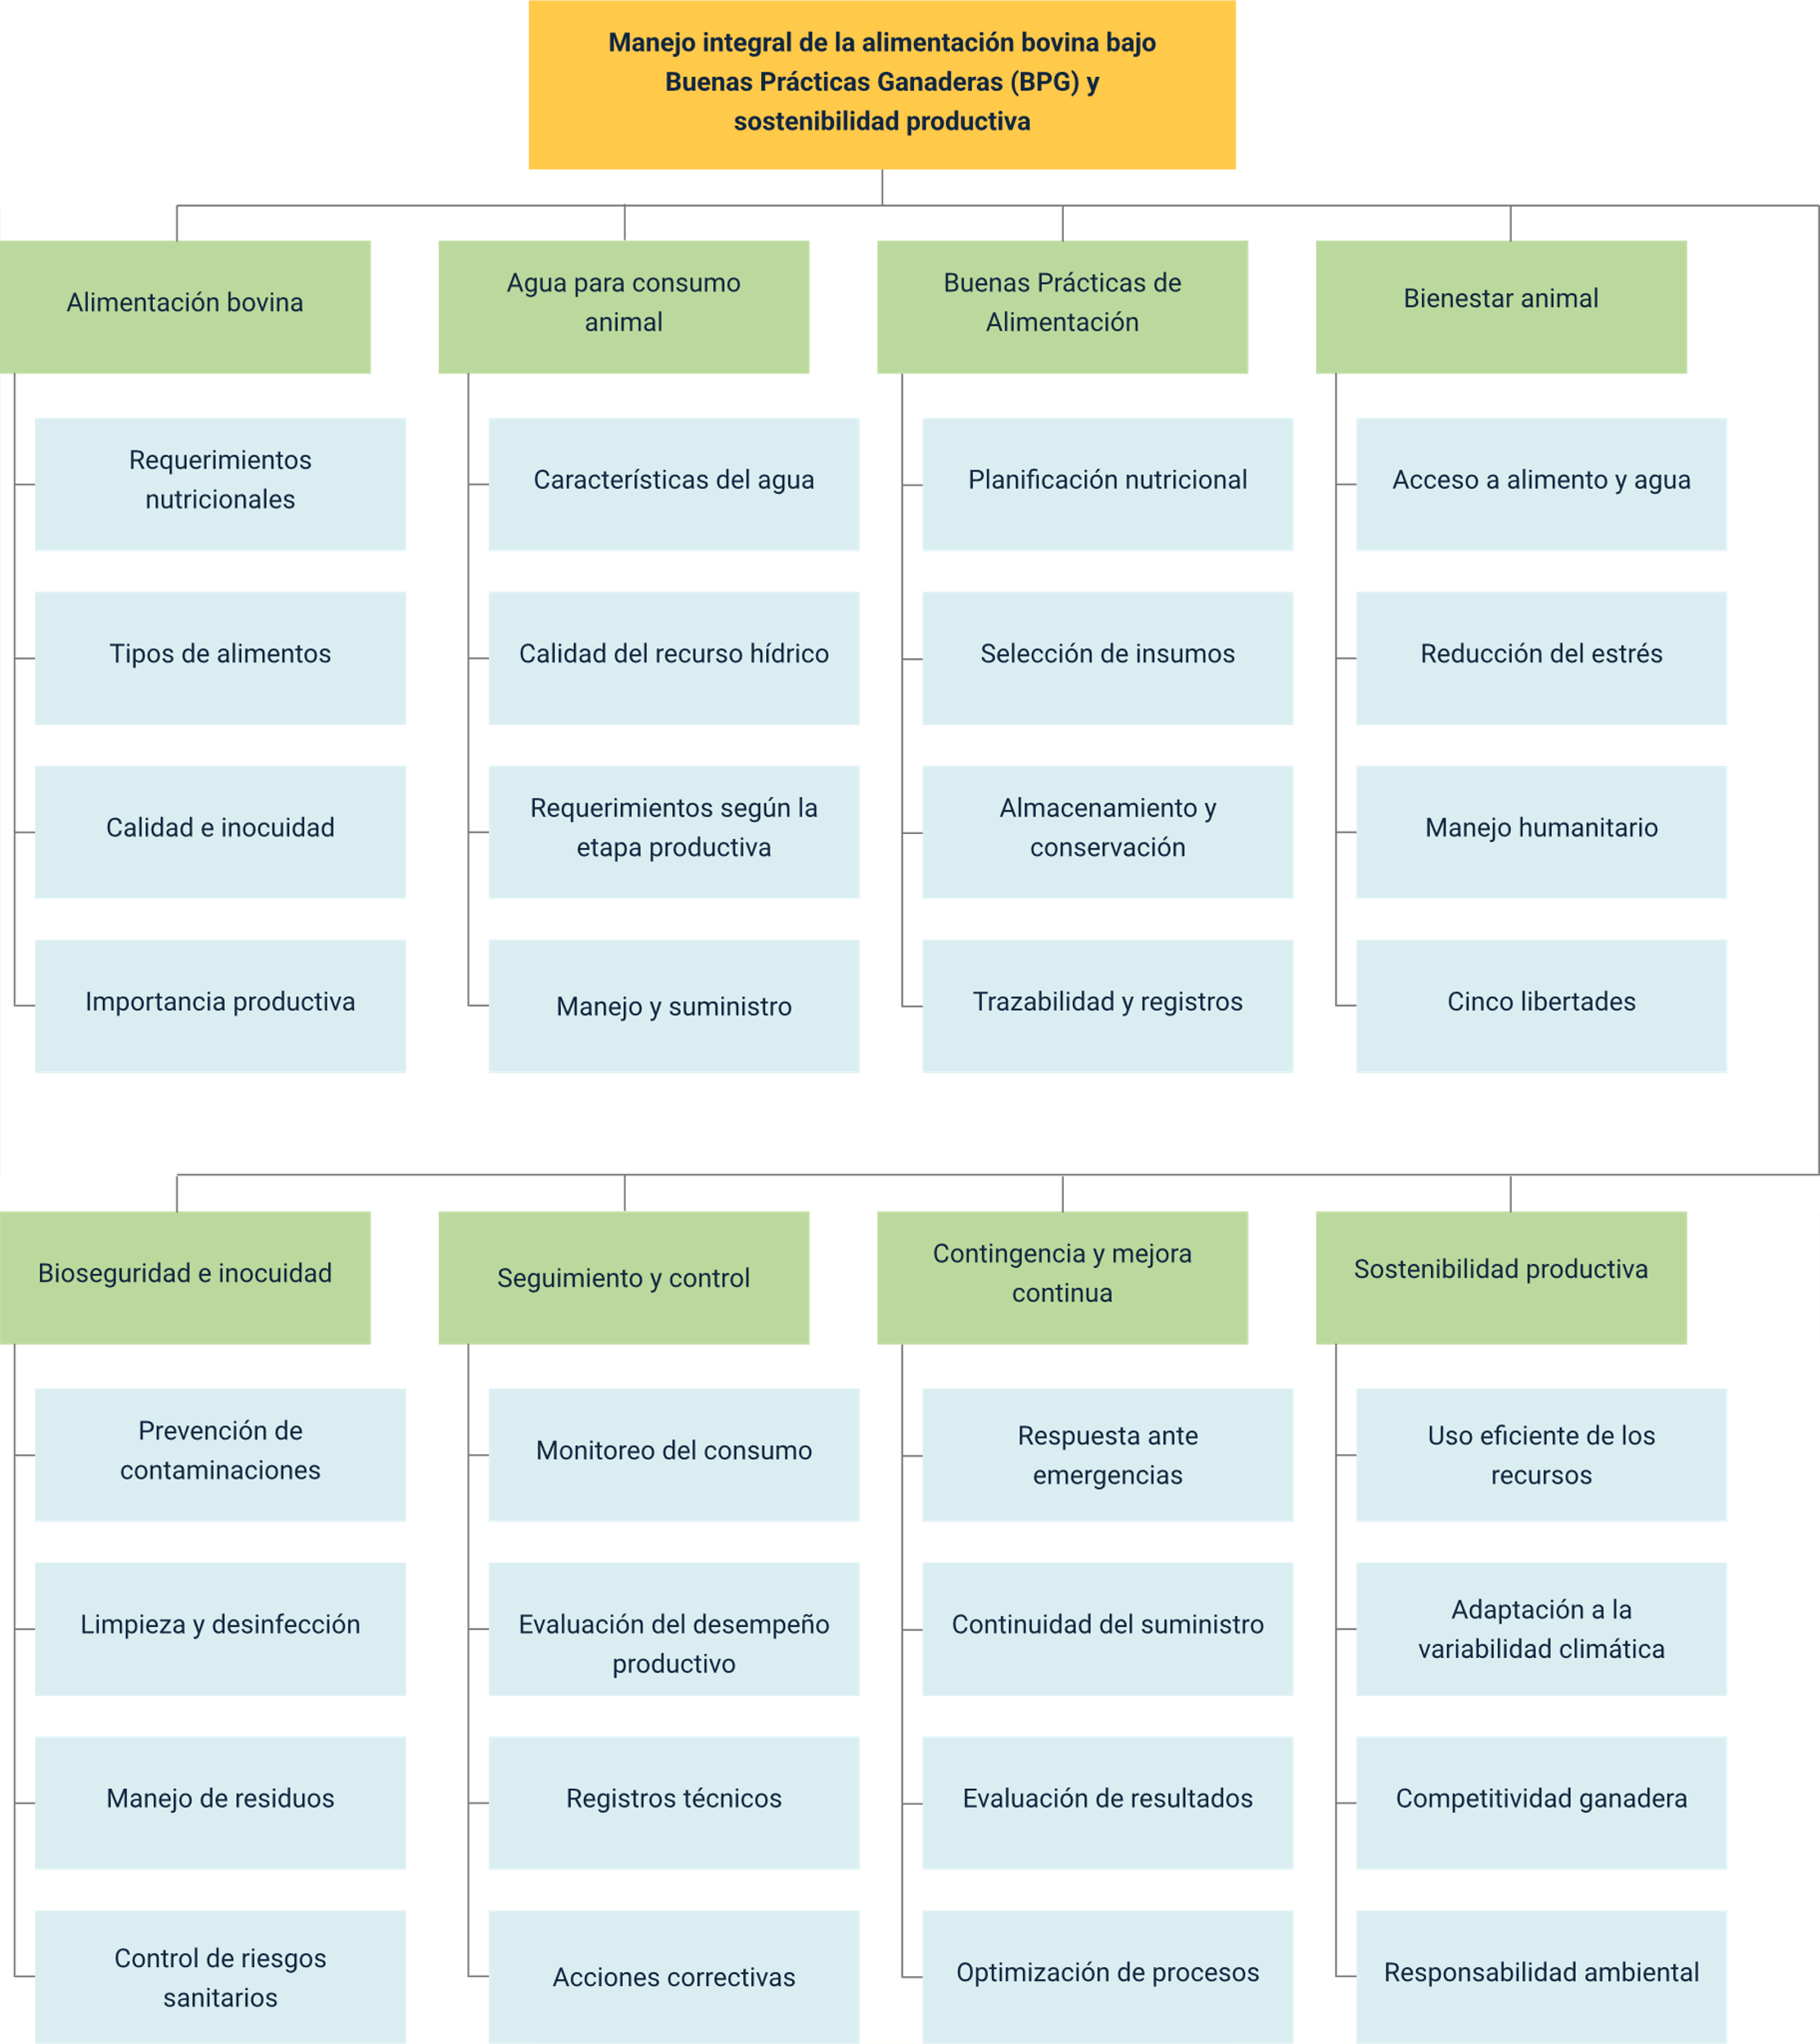 Manejo integral de la alimentación bovina bajo
Buenas Prácticas Ganaderas (BPG) y
sostenibilidad productiva
Alimentación bovina
Requerimientos
nutricionales
Tipos de alimentos
Calidad e inocuidad
Importancia productiva
Agua para consumo
animal
Características del agua
Calidad del recurso hídrico
Requerimientos según la
etapa productiva
Manejo y suministro
Buenas Prácticas de
Alimentación
Planificación nutricional
Selección de insumos
Almacenamiento y
conservación
Trazabilidad y registros
Bienestar animal
Acceso a alimento y agua
Reducción del estrés
Manejo humanitario
Cinco libertades
Bioseguridad e inocuidad
Prevención de
contaminaciones
Limpieza y desinfección
Manejo de residuos
Control de riesgos
sanitarios
Seguimiento y control
Monitoreo del consumo
Evaluación del desempeño
productivo
Registros técnicos
Acciones correctivas
Contingencia y mejora
continua
Respuesta ante
emergencias
Continuidad del suministro
Evaluación de resultados
Optimización de procesos
Sostenibilidad productiva
Uso eficiente de los
recursos
Adaptación a la
variabilidad climática
Competitividad ganadera
Responsabilidad ambiental